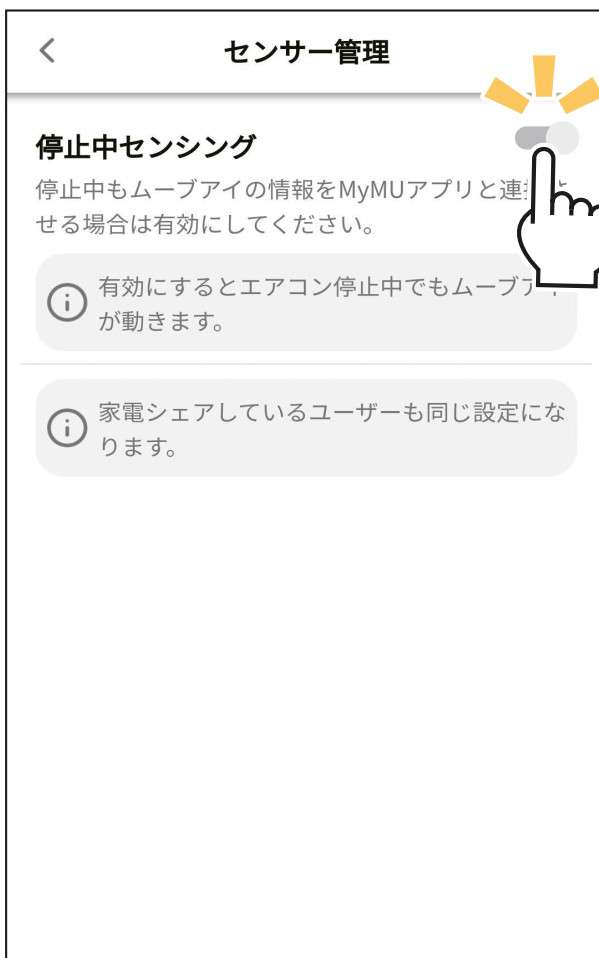 センサー管理
停止中センシング
停止中もムーブアイの情報をMyMUアプリと連
せる場合は有効にしてください。
有効にするとエアコン停止中でもムーブア
が動きます。
家電シェアしているユーザーも同じ設定にな
ります。